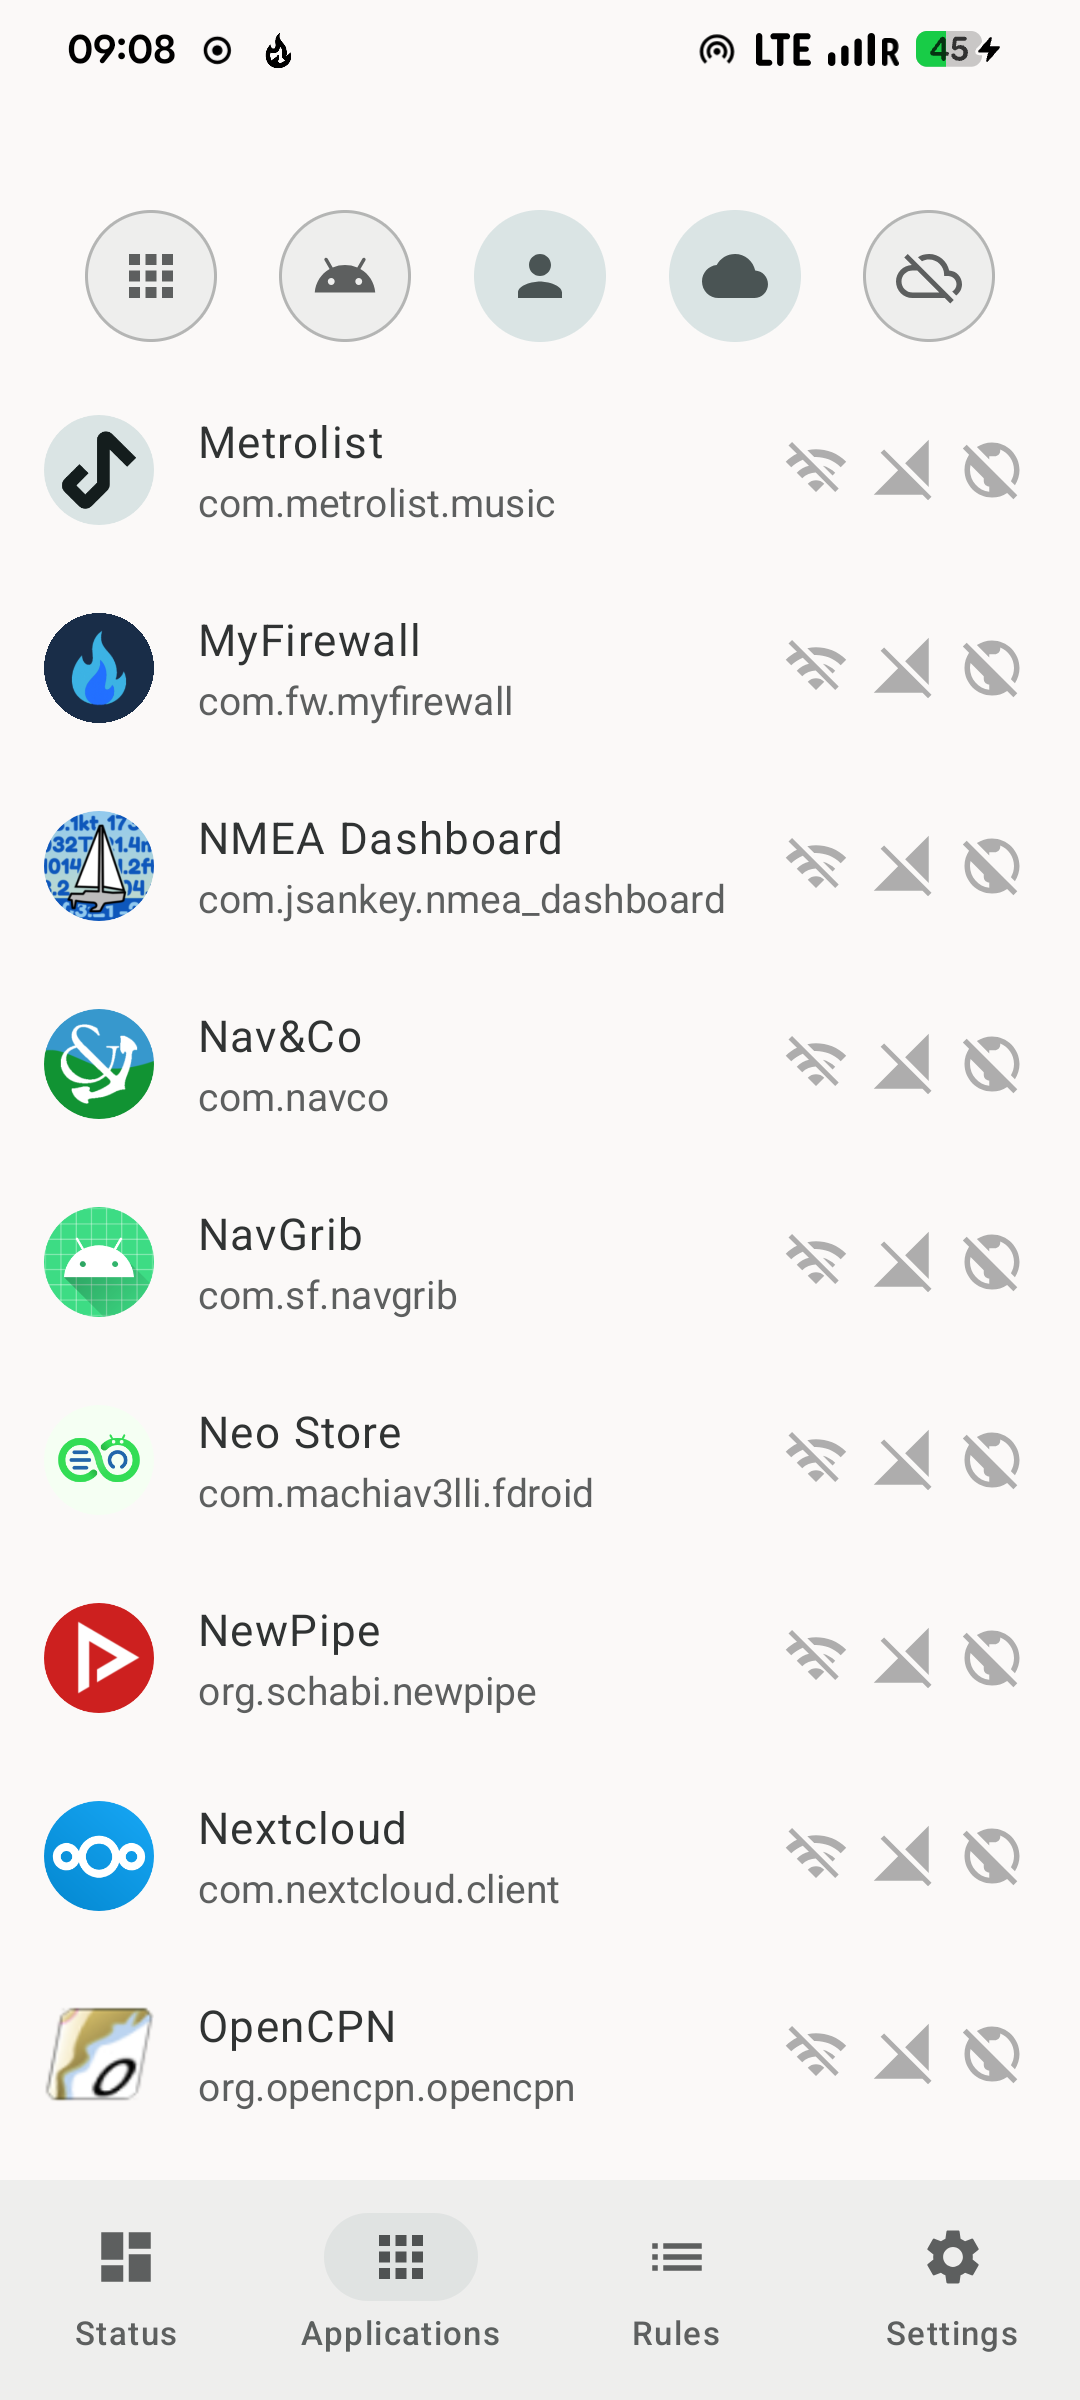 09:08 LTE R 45
Metrolist
com.metrolist.music
MyFirewall
com.fw.myfirewall
NMEA Dashboard
com.jsankey.nmea_dashboard
Nav&Co
com.navco
NavGrib
com.sf.navgrib
Neo Store
com.machiav3lli.fdroid
NewPipe
org.schabi.newpipe
Nextcloud
com.nextcloud.client
OpenCPN
org.opencpn.opencpn
Status Applications Rules Settings